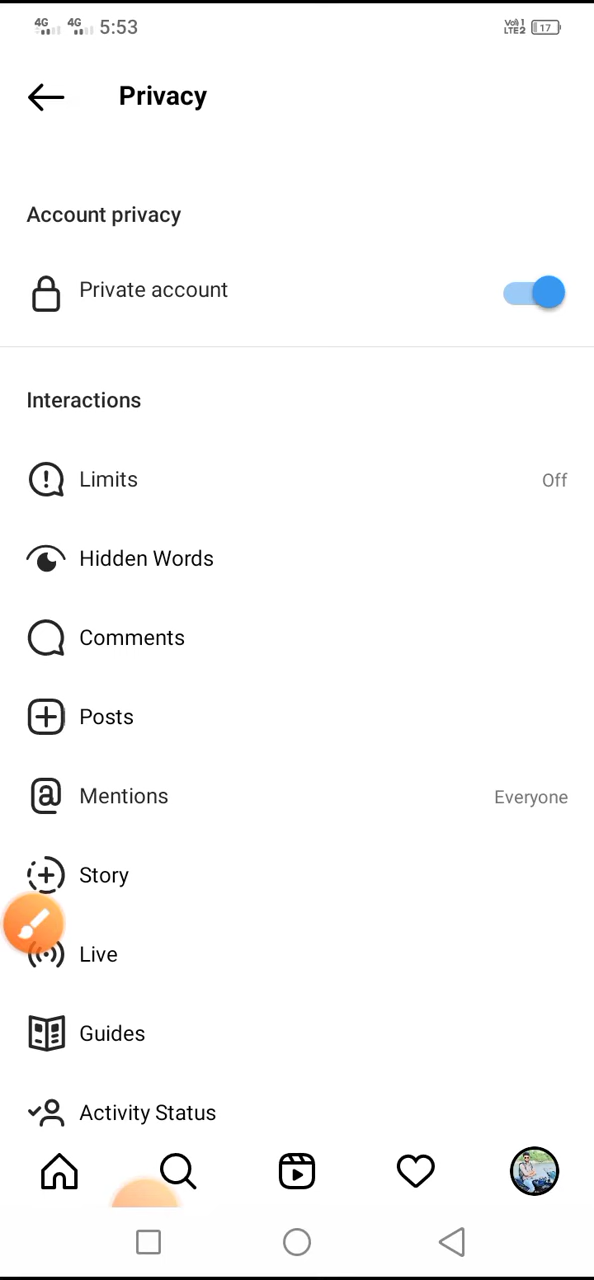 4G 4G 5:53 Vo) 1 LTE2 17
Privacy
Account privacy
Private account
Interactions
Limits Off
Hidden Words
Comments
Posts
Mentions Everyone
Story
Live
Guides
Activity Status